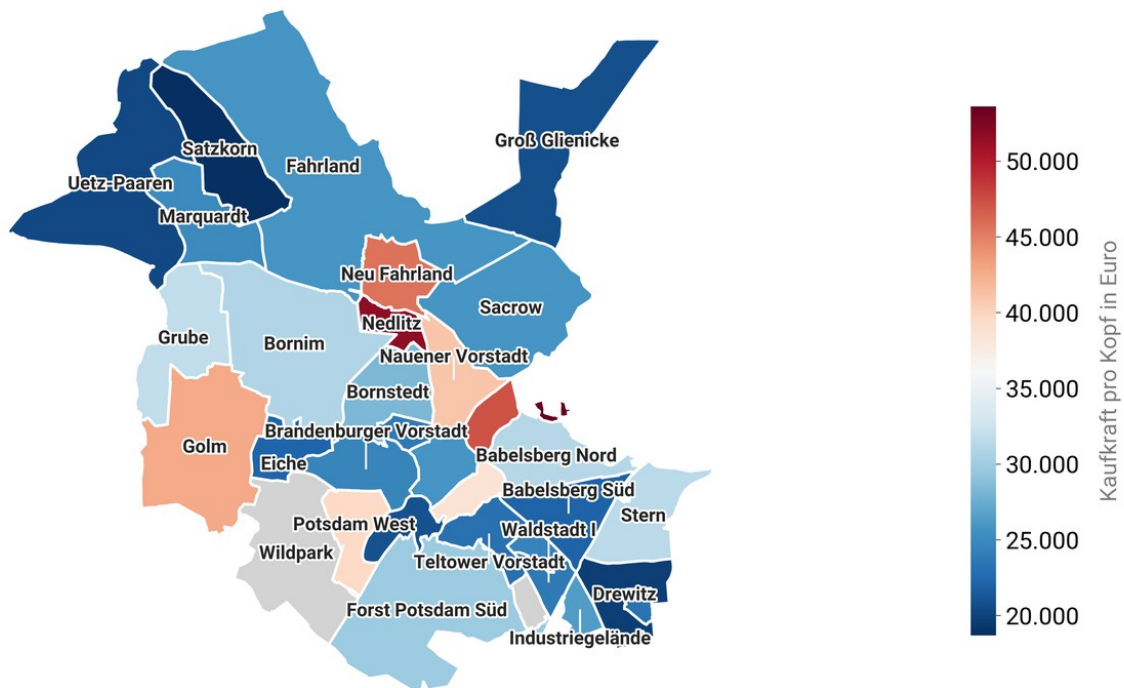 Groß Glienicke
Satzkorn
Fahrland
Uetz-Paaren
Marquardt
Neu Fahrland
Sacrow
Nedlitz
Grube
Bornim
Nauener Vorstadt
Bornstedt
Brandenburger Vorstadt
Golm
Eiche
Babelsberg Nord
Babelsberg Süd
Potsdam West
Waldstadt I
Stern
Wildpark
Teltower Vorstadt
Drewitz
Forst Potsdam Süd
Industriegelände
50.000
45.000
40.000
35.000
30.000
25.000
20.000
Kaufkraft pro Kopf in Euro